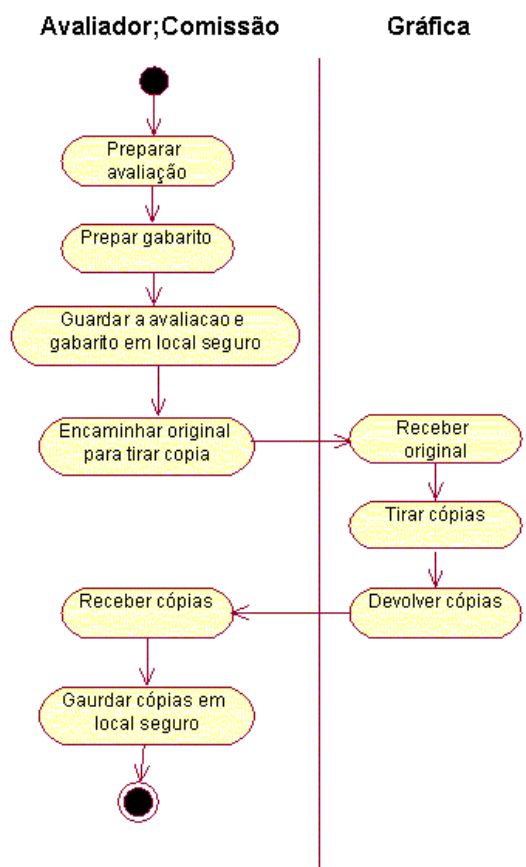 Avaliador;Comissão
Gráfica
Preparar
avaliação
Prepar gabarito
Guardar a avaliacao e
gabarito em local seguro
Encaminhar original
para tirar copia
Receber
original
Tirar cópias
Devolver cópias
Receber cópias
Gaurdar cópias em
local seguro